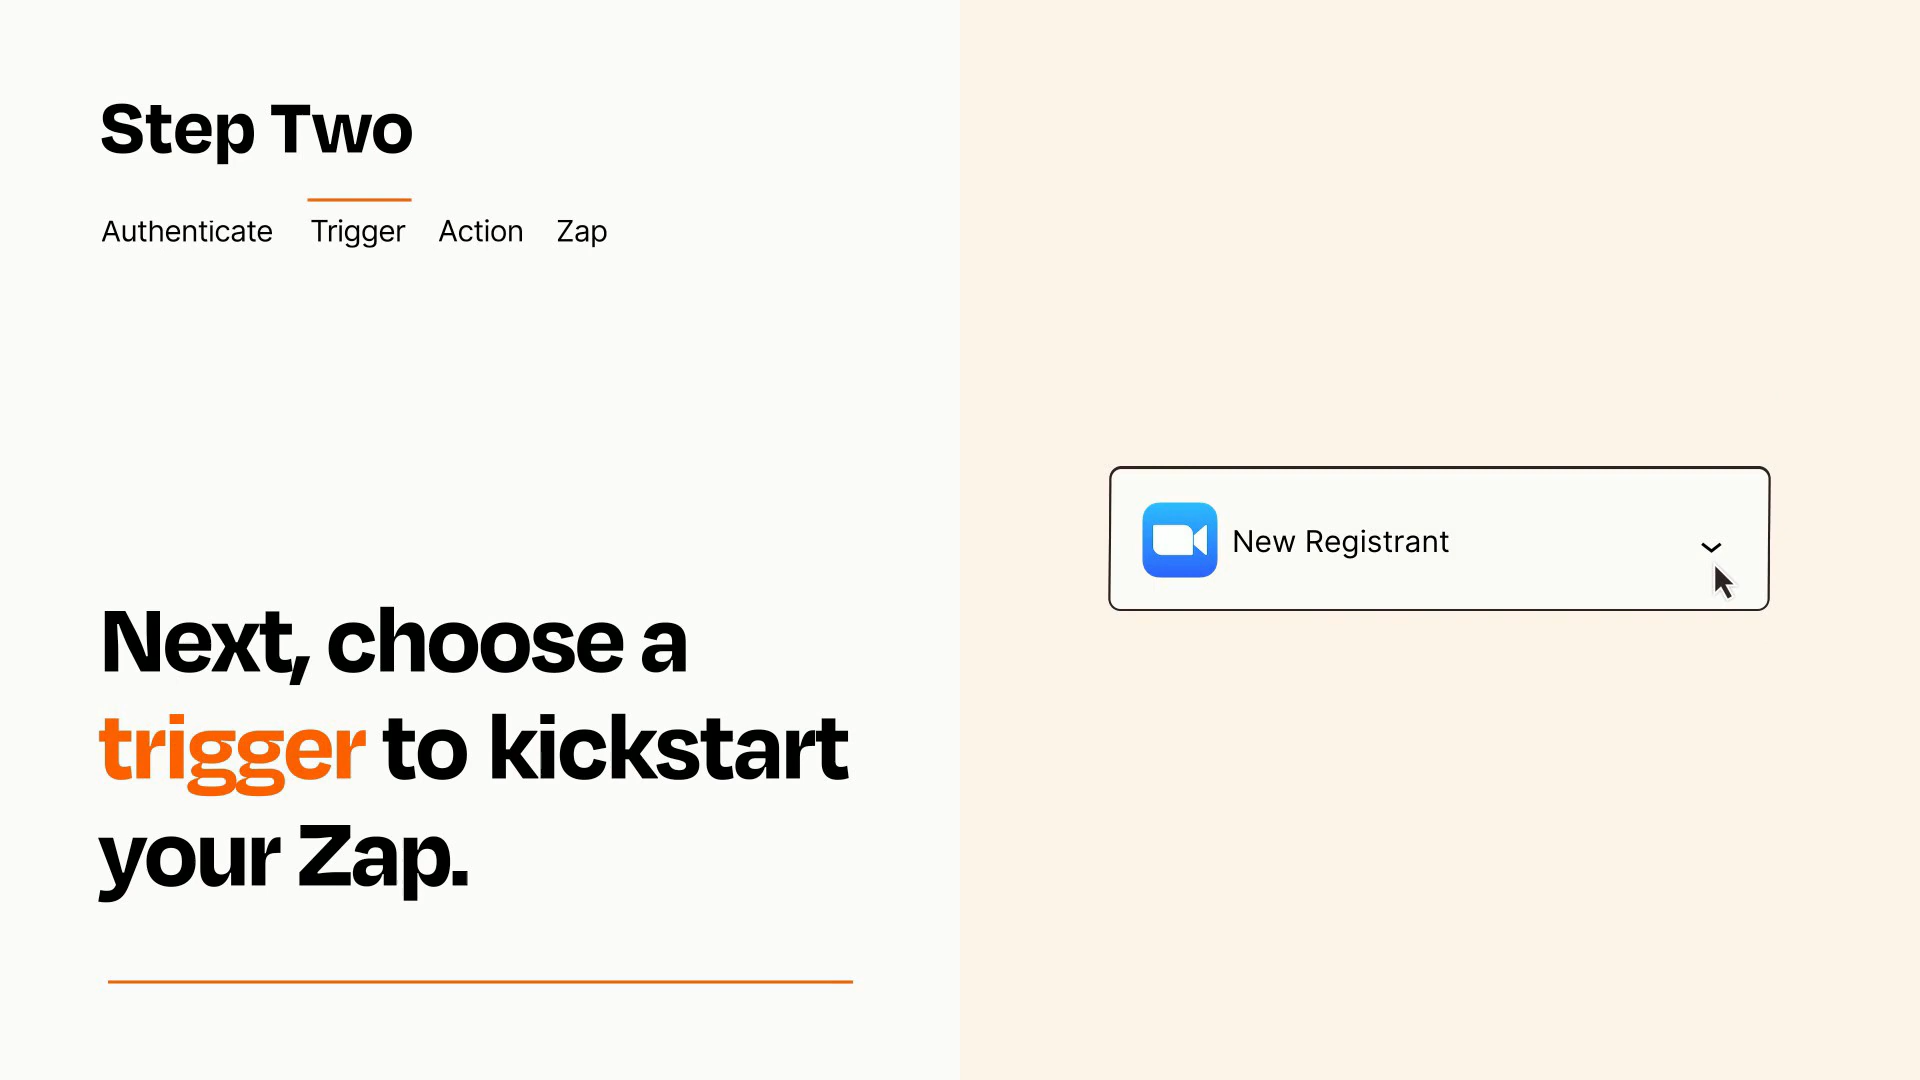 Step Two
Authenticate Trigger Action Zap
Next, choose a
trigger to kickstart
your Zap.
New Registrant